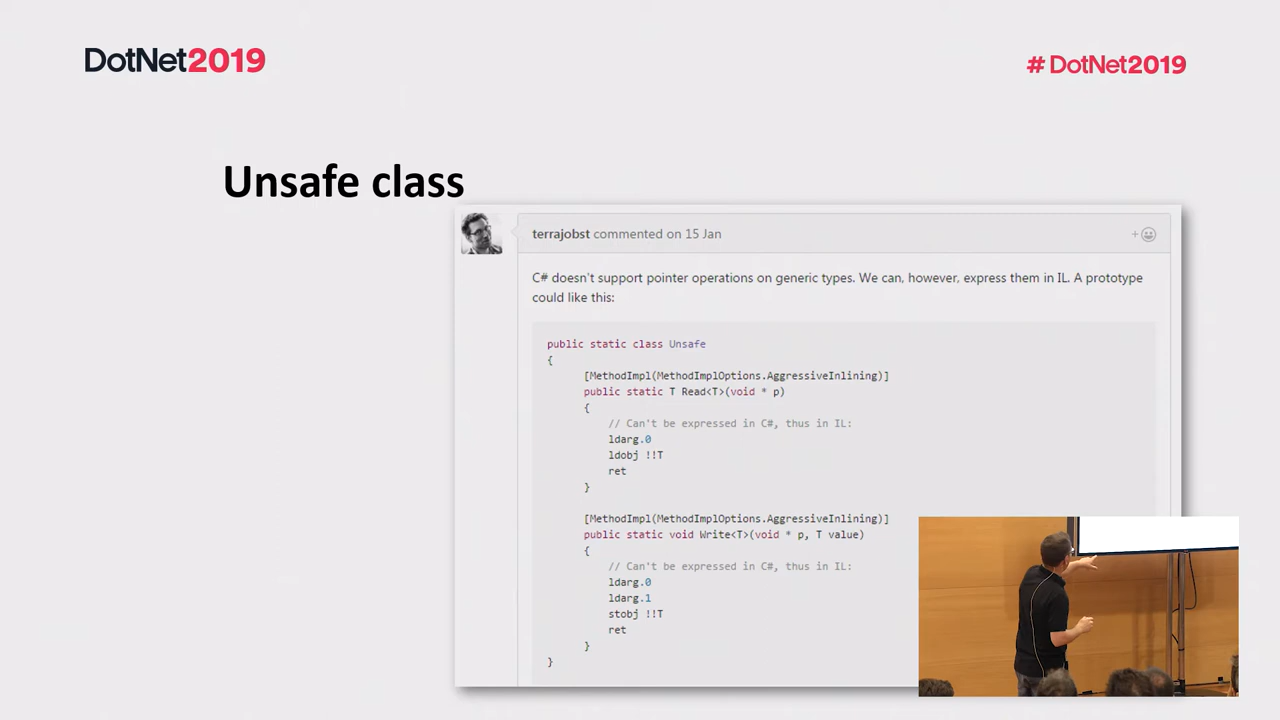 DotNet2019
# DotNet2019
Unsafe class
terrajobst commented on 15 Jan
C# doesn't support pointer operations on generic types. We can, however, express them in IL. A prototype
could like this:
public static class Unsafe
{
[MethodImpl(MethodImplOptions.AggressiveInlining)]
public static T Read<T>(void * p)
{
// Can't be expressed in C#, thus in IL:
ldarg.0
ldobj !!T
ret
}
[MethodImpl(MethodImplOptions.AggressiveInlining)]
public static void Write<T>(void * p, T value)
{
// Can't be expressed in C#, thus in IL:
ldarg.0
ldarg.1
stobj !!T
ret
}
}